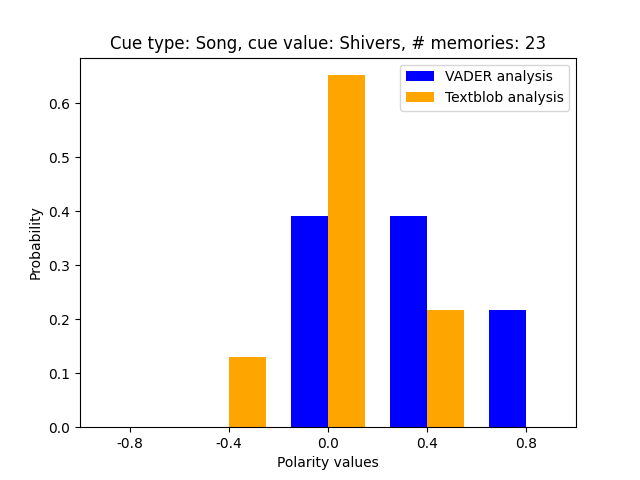 Cue type: Song, cue value: Shivers, # memories: 23
VADER analysis
Textblob analysis
0.6
0.5
0.4
0.3
0.2
0.1
0.0
Probability
-0.8
-0.4
0.0
0.4
0.8
Polarity values